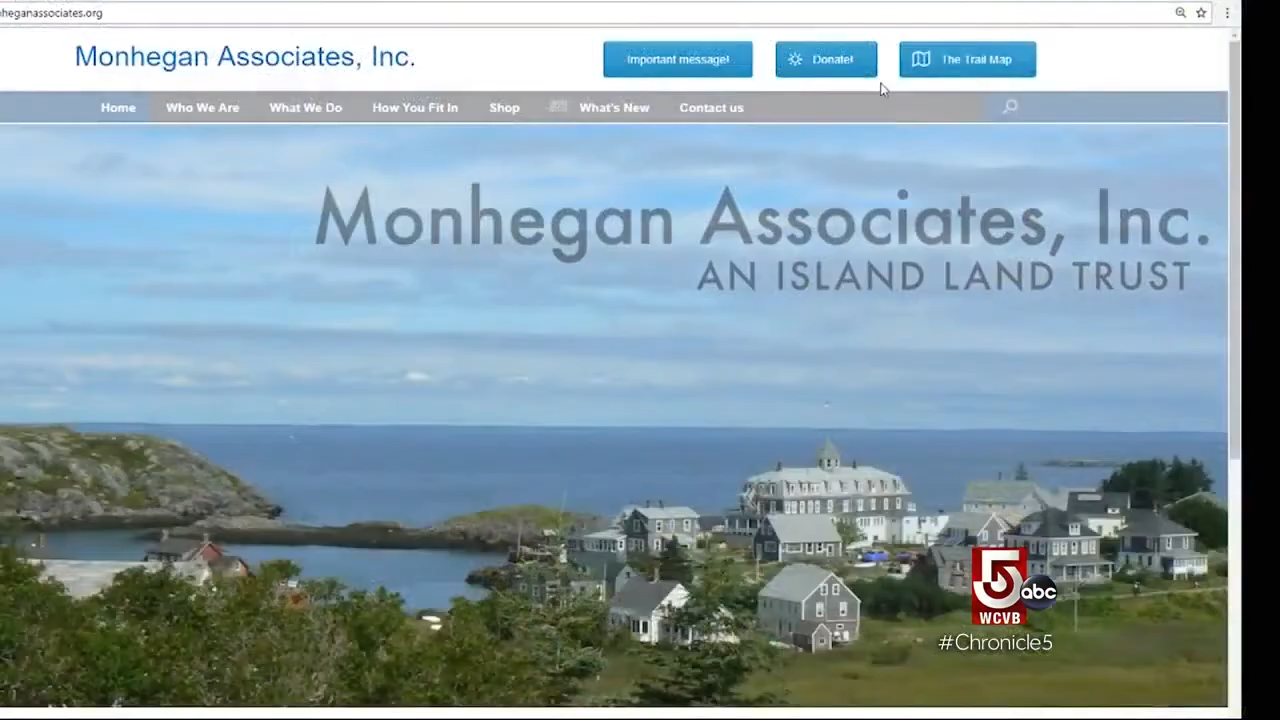 heganassociates.org
Monhegan Associates, Inc.
Important message!
Donate!
The Trail Map
Home
Who We Are
What We Do
How You Fit In
Shop
What's New
Contact us
Monhegan Associates, Inc.
AN ISLAND LAND TRUST
5
abc
WCVB
#Chronicle5